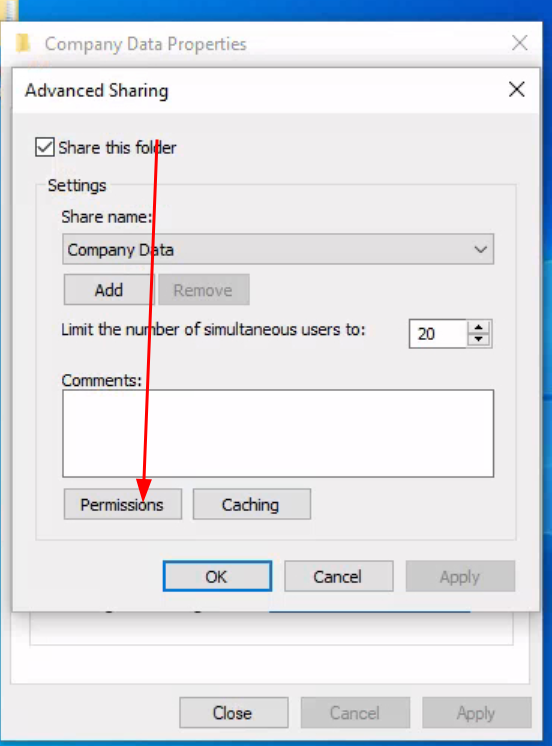 Company Data Properties
Advanced Sharing
Share this folder
Settings
Share name:
Company Data
Add Remove
Limit the number of simultaneous users to: 20
Comments:
Permissions Caching
OK Cancel Apply
Close Cancel Apply